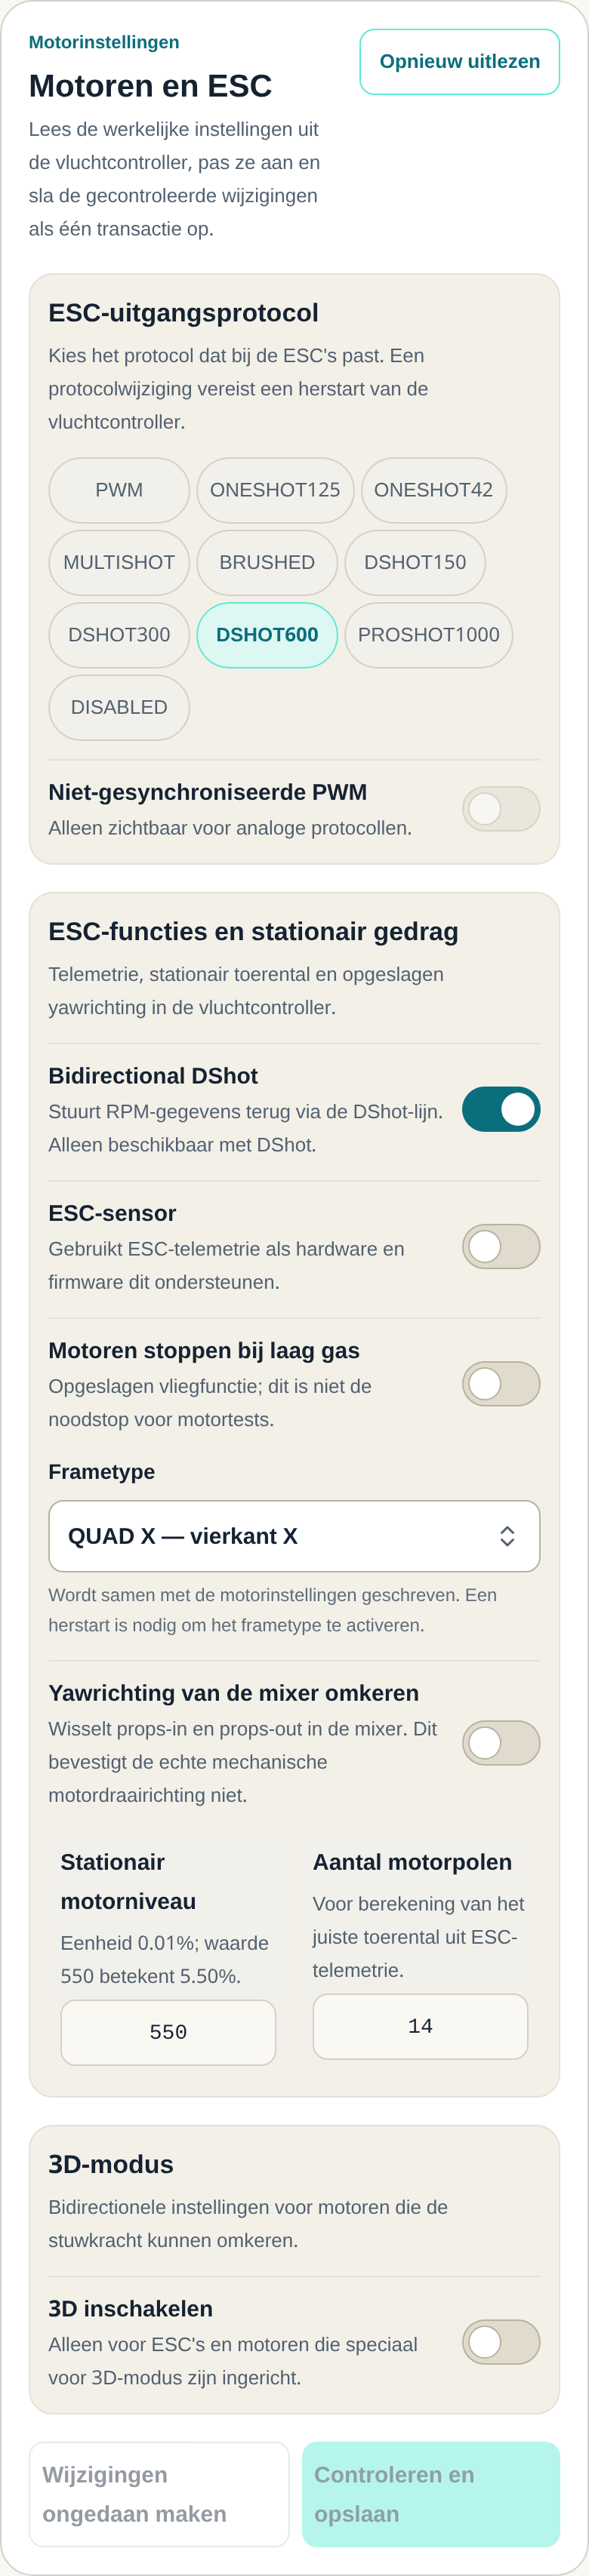 Motorinstellingen
Opnieuw uitlezen
Motoren en ESC
Lees de werkelijke instellingen uit
de vluchtcontroller, pas ze aan en
sla de gecontroleerde wijzigingen
als één transactie op.
ESC-uitgangsprotocol
Kies het protocol dat bij de ESC's past. Een
protocolwijziging vereist een herstart van de
vluchtcontroller.
PWM ONESHOT125 ONESHOT42
MULTISHOT BRUSHED DSHOT150
DSHOT300 DSHOT600 PROSHOT1000
DISABLED
Niet-gesynchroniseerde PWM
Alleen zichtbaar voor analoge protocollen.
ESC-functies en stationair gedrag
Telemetrie, stationair toerental en opgeslagen
yawrichting in de vluchtcontroller.
Bidirectional DShot
Stuurt RPM-gegevens terug via de DShot-lijn.
Alleen beschikbaar met DShot.
ESC-sensor
Gebruikt ESC-telemetrie als hardware en
firmware dit ondersteunen.
Motoren stoppen bij laag gas
Opgeslagen vliegfunctie; dit is niet de
noodstop voor motortests.
Frametype
QUAD X — vierkant X
Wordt samen met de motorinstellingen geschreven. Een
herstart is nodig om het frametype te activeren.
Yawrichting van de mixer omkeren
Wisselt props-in en props-out in de mixer. Dit
bevestigt de echte mechanische
motordraairichting niet.
Stationair
motorniveau
Eenheid 0.01%; waarde
550 betekent 5.50%.
550
Aantal motorpolen
Voor berekening van het
juiste toerental uit ESC-
telemetrie.
14
3D-modus
Bidirectionele instellingen voor motoren die de
stuwkracht kunnen omkeren.
3D inschakelen
Alleen voor ESC's en motoren die speciaal
voor 3D-modus zijn ingericht.
Wijzigingen
ongedaan maken
Controleren en
opslaan